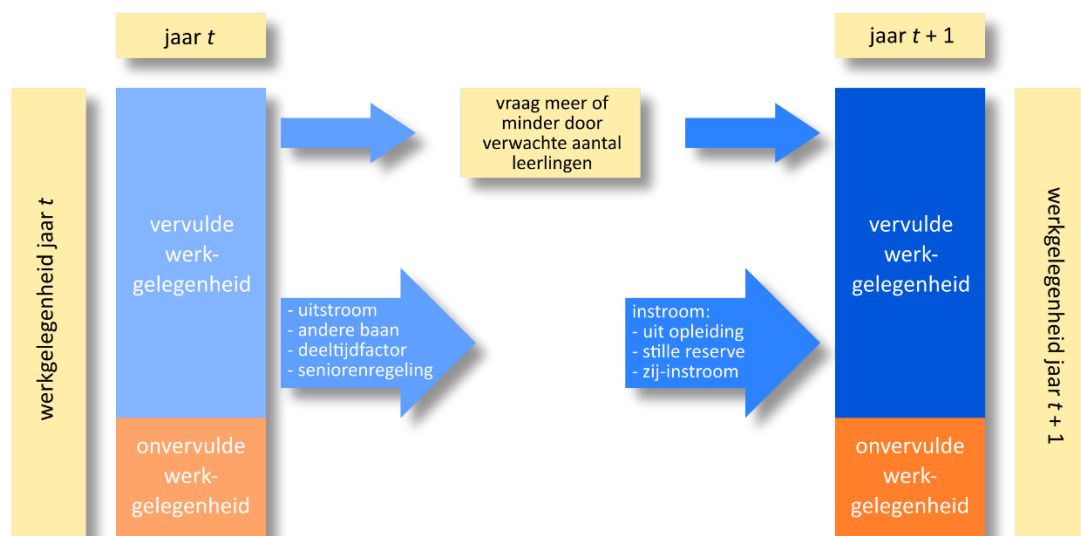 jaar t
jaar t + 1
werkgelegenheid jaar t
vervulde
werk-
gelegenheid
onvervulde
werk-
gelegenheid
- uitstroom
- andere baan
- deeltijdfactor
- seniorenregeling
vraag meer of
minder door
verwachte aantal
leerlingen
instroom:
- uit opleiding
- stille reserve
- zij-instroom
vervulde
werk-
gelegenheid
onvervulde
werk-
gelegenheid
werkgelegenheid jaar t + 1